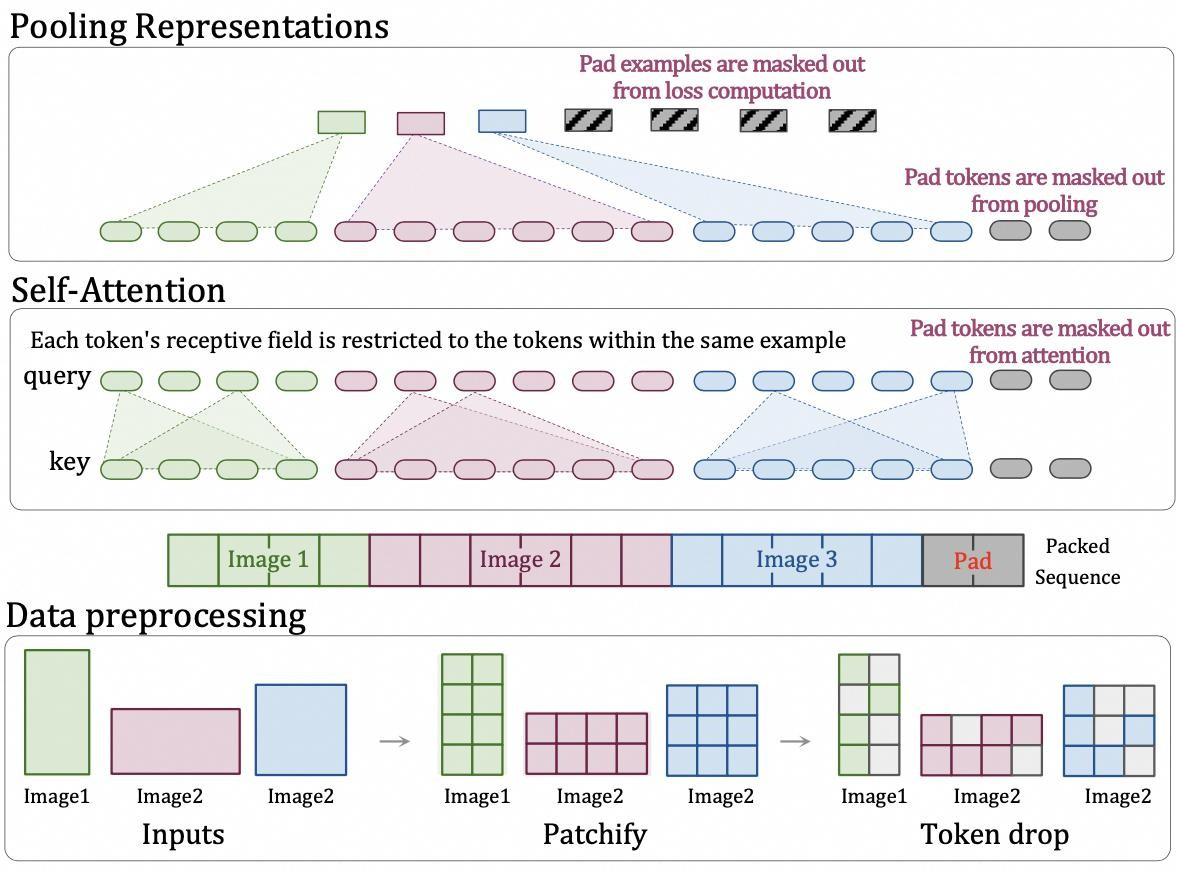 Pooling Representations
Pad examples are masked out
from loss computation
Pad tokens are masked out
from pooling
Self-Attention
Each token's receptive field is restricted to the tokens within the same example
Pad tokens are masked out
from attention
query
key
Image 1
Image 2
Image 3
Pad
Packed
Sequence
Data preprocessing
Image1
Image2
Image2
Image1
Image2
Image2
Image1
Image2
Image2
Inputs
Patchify
Token drop